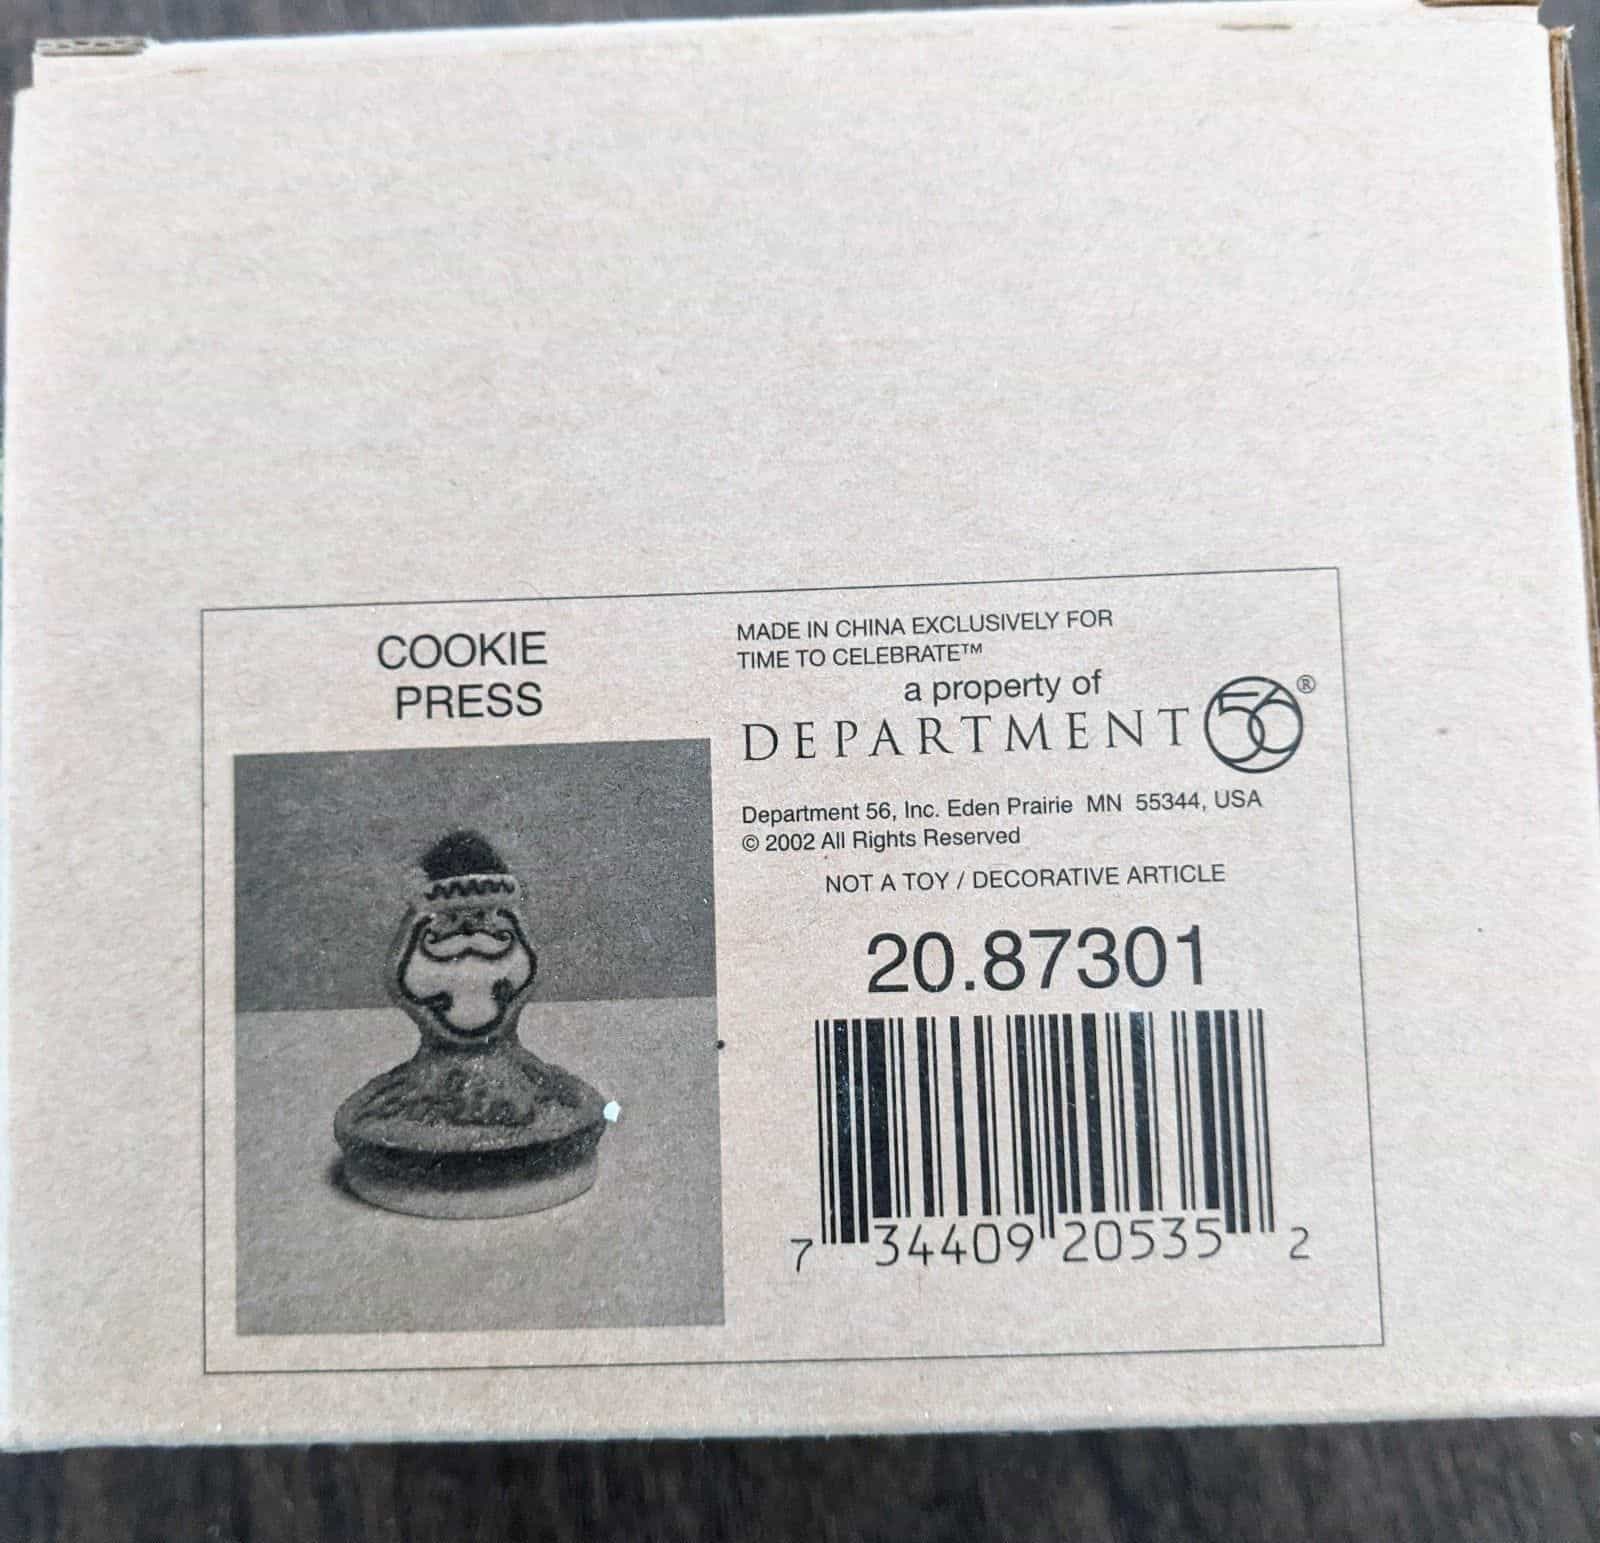 COOKIE
PRESS
MADE IN CHINA EXCLUSIVELY FOR
TIME TO CELEBRATE™
a property of
DEPARTMENT 56®
Department 56, Inc. Eden Prairie MN 55344, USA
© 2002 All Rights Reserved
NOT A TOY / DECORATIVE ARTICLE
20.87301
7 34409 20535 2